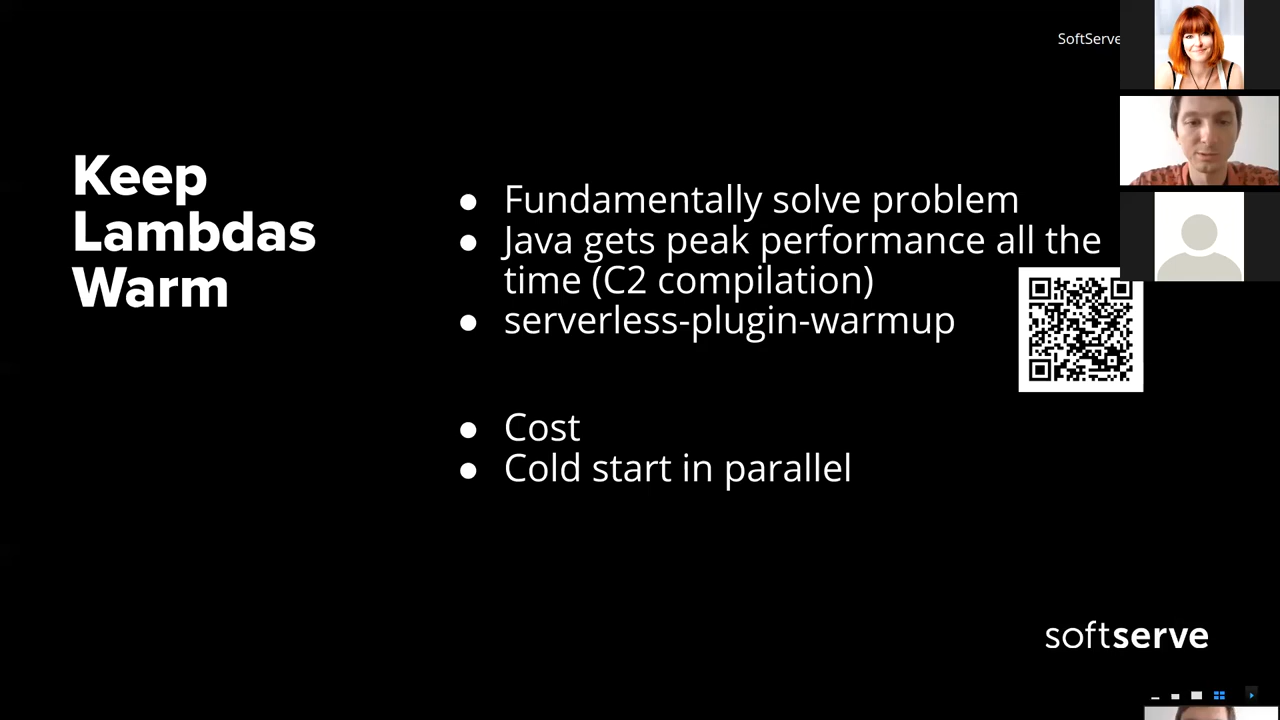 SoftServe
Keep
Lambdas
Warm
● Fundamentally solve problem
● Java gets peak performance all the
time (C2 compilation)
● serverless-plugin-warmup
● Cost
● Cold start in parallel
softserve